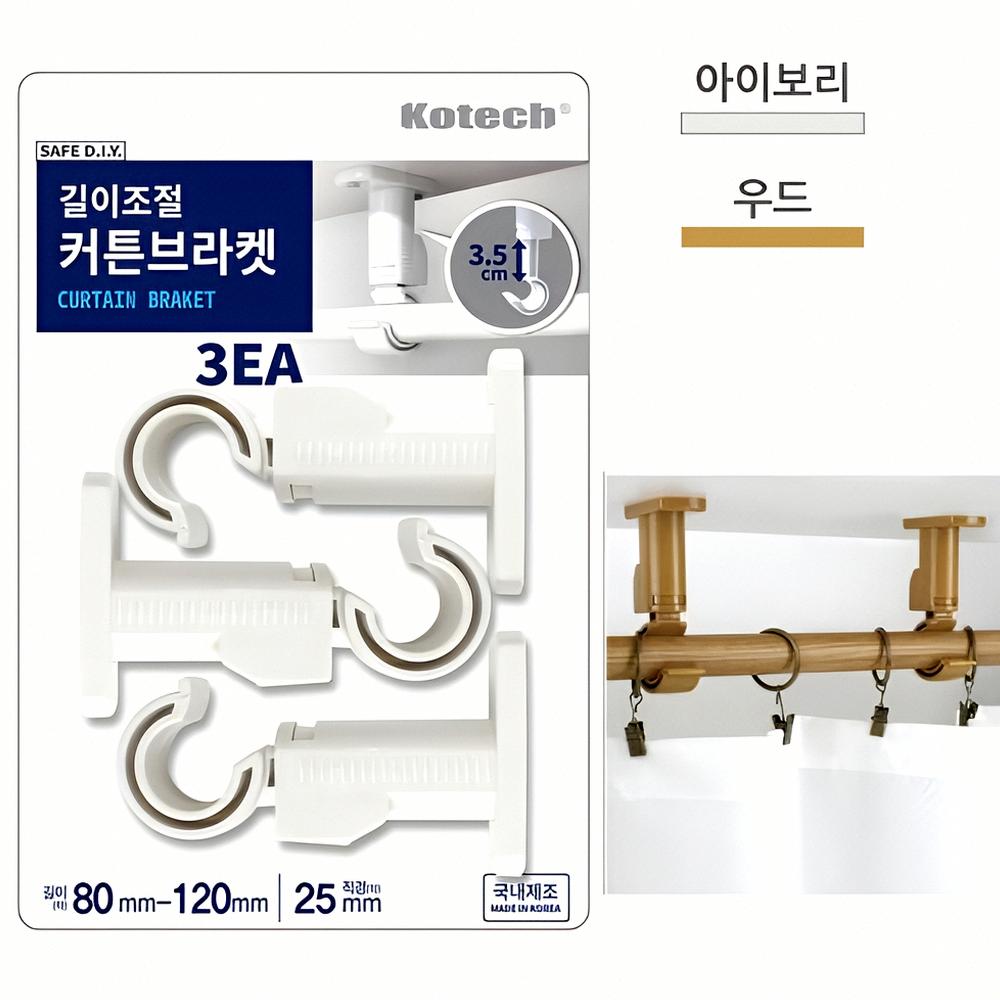 Kotech®
SAFE D.I.Y.
길이조절
커튼브라켓
CURTAIN BRAKET
3.5
cm
3EA
길이 80 mm-120mm
25 mm
국내제조
MADE IN KOREA
아이보리
우드